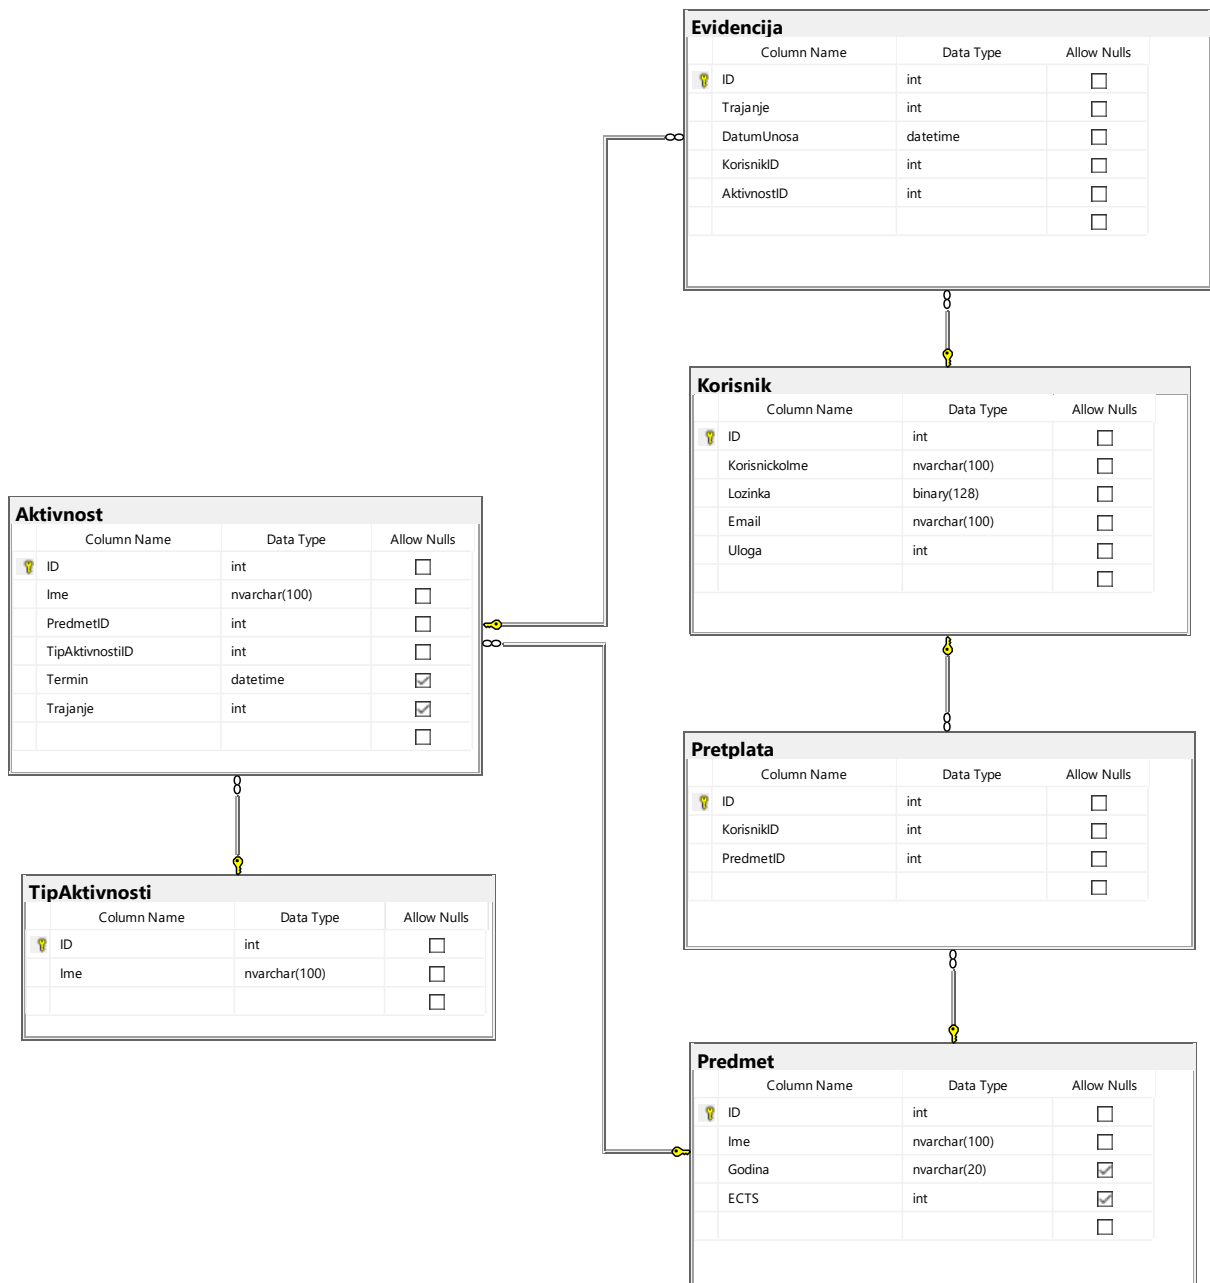 Evidencija
Column Name Data Type Allow Nulls
ID int
Trajanje int
DatumUnosa datetime
KorisnikID int
AktivnostID int
Korisnik
Column Name Data Type Allow Nulls
ID int
KorisnickoIme nvarchar(100)
Lozinka binary(128)
Email nvarchar(100)
Uloga int
Aktivnost
Column Name Data Type Allow Nulls
ID int
Ime nvarchar(100)
PredmetID int
TipAktivnostiID int
Termin datetime
Trajanje int
Pretplata
Column Name Data Type Allow Nulls
ID int
KorisnikID int
PredmetID int
TipAktivnosti
Column Name Data Type Allow Nulls
ID int
Ime nvarchar(100)
Predmet
Column Name Data Type Allow Nulls
ID int
Ime nvarchar(100)
Godina nvarchar(20)
ECTS int